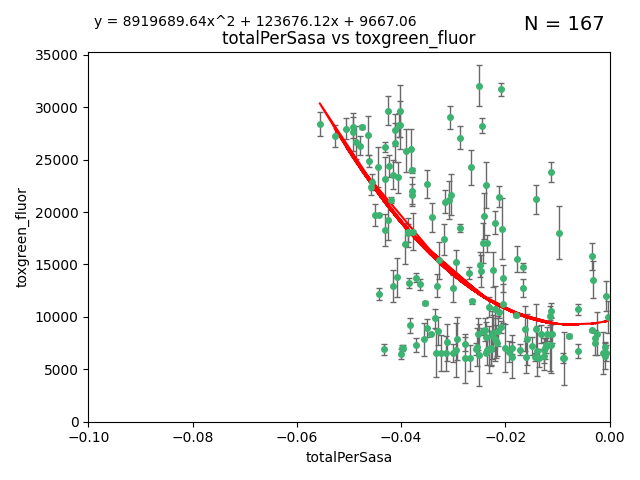 y = 8919689.64x^2 + 123676.12x + 9667.06
N = 167
totalPerSasa vs toxgreen_fluor
35000
30000
25000
20000
15000
10000
5000
0
toxgreen_fluor
−0.10 −0.08 −0.06 −0.04 −0.02 0.00
totalPerSasa